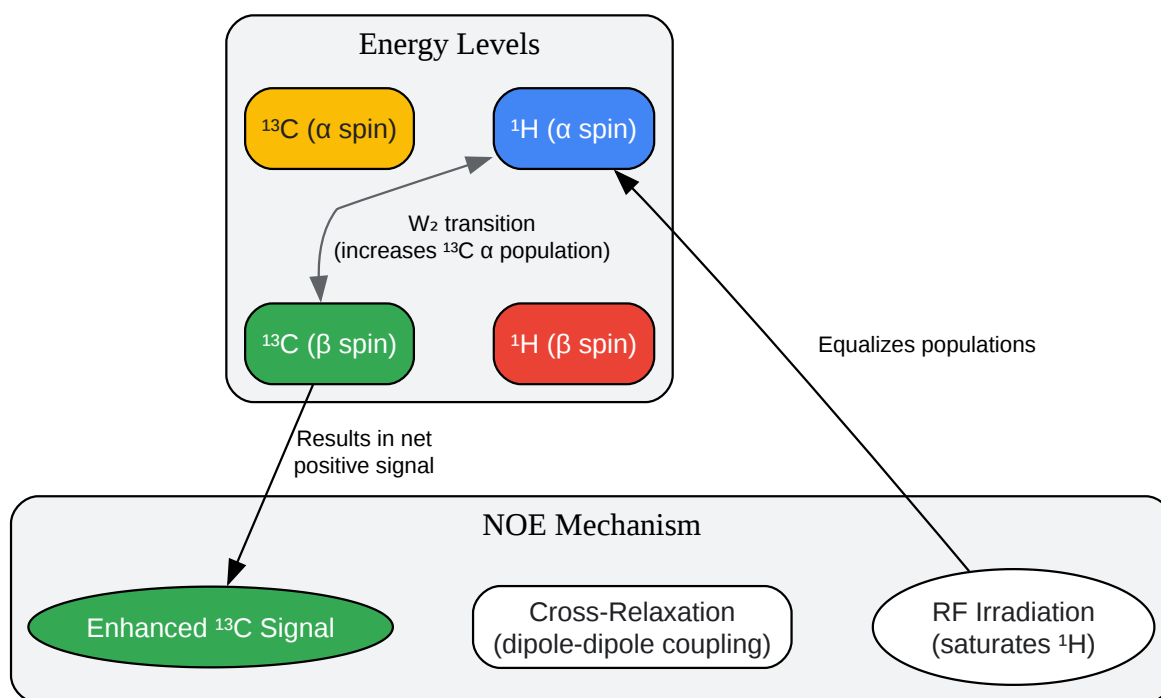 Energy Levels
¹³C (α spin)
¹H (α spin)
W₂ transition
(increases ¹³C α population)
¹³C (β spin)
¹H (β spin)
Equalizes populations
Results in net
positive signal
NOE Mechanism
Enhanced ¹³C Signal
Cross-Relaxation
(dipole-dipole coupling)
RF Irradiation
(saturates ¹H)